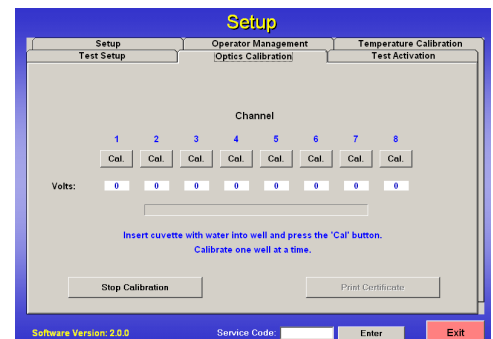 Setup
Setup Operator Management Temperature Calibration
Test Setup Optics Calibration Test Activation
Channel
1 2 3 4 5 6 7 8
Cal. Cal. Cal. Cal. Cal. Cal. Cal. Cal.
Volts: 0 0 0 0 0 0 0 0
Insert cuvette with water into well and press the 'Cal' button.
Calibrate one well at a time.
Stop Calibration Print Certificate
Software Version: 2.0.0 Service Code: Enter Exit